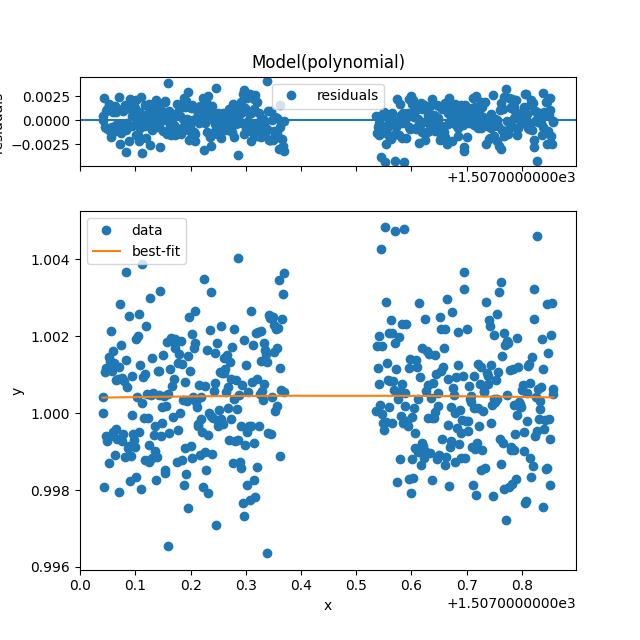 Model(polynomial)
0.0025
0.0000
−0.0025
residuals
+1.5070000000e3
1.004
1.002
1.000
0.998
0.996
y
data
best-fit
0.0 0.1 0.2 0.3 0.4 0.5 0.6 0.7 0.8
x
+1.5070000000e3